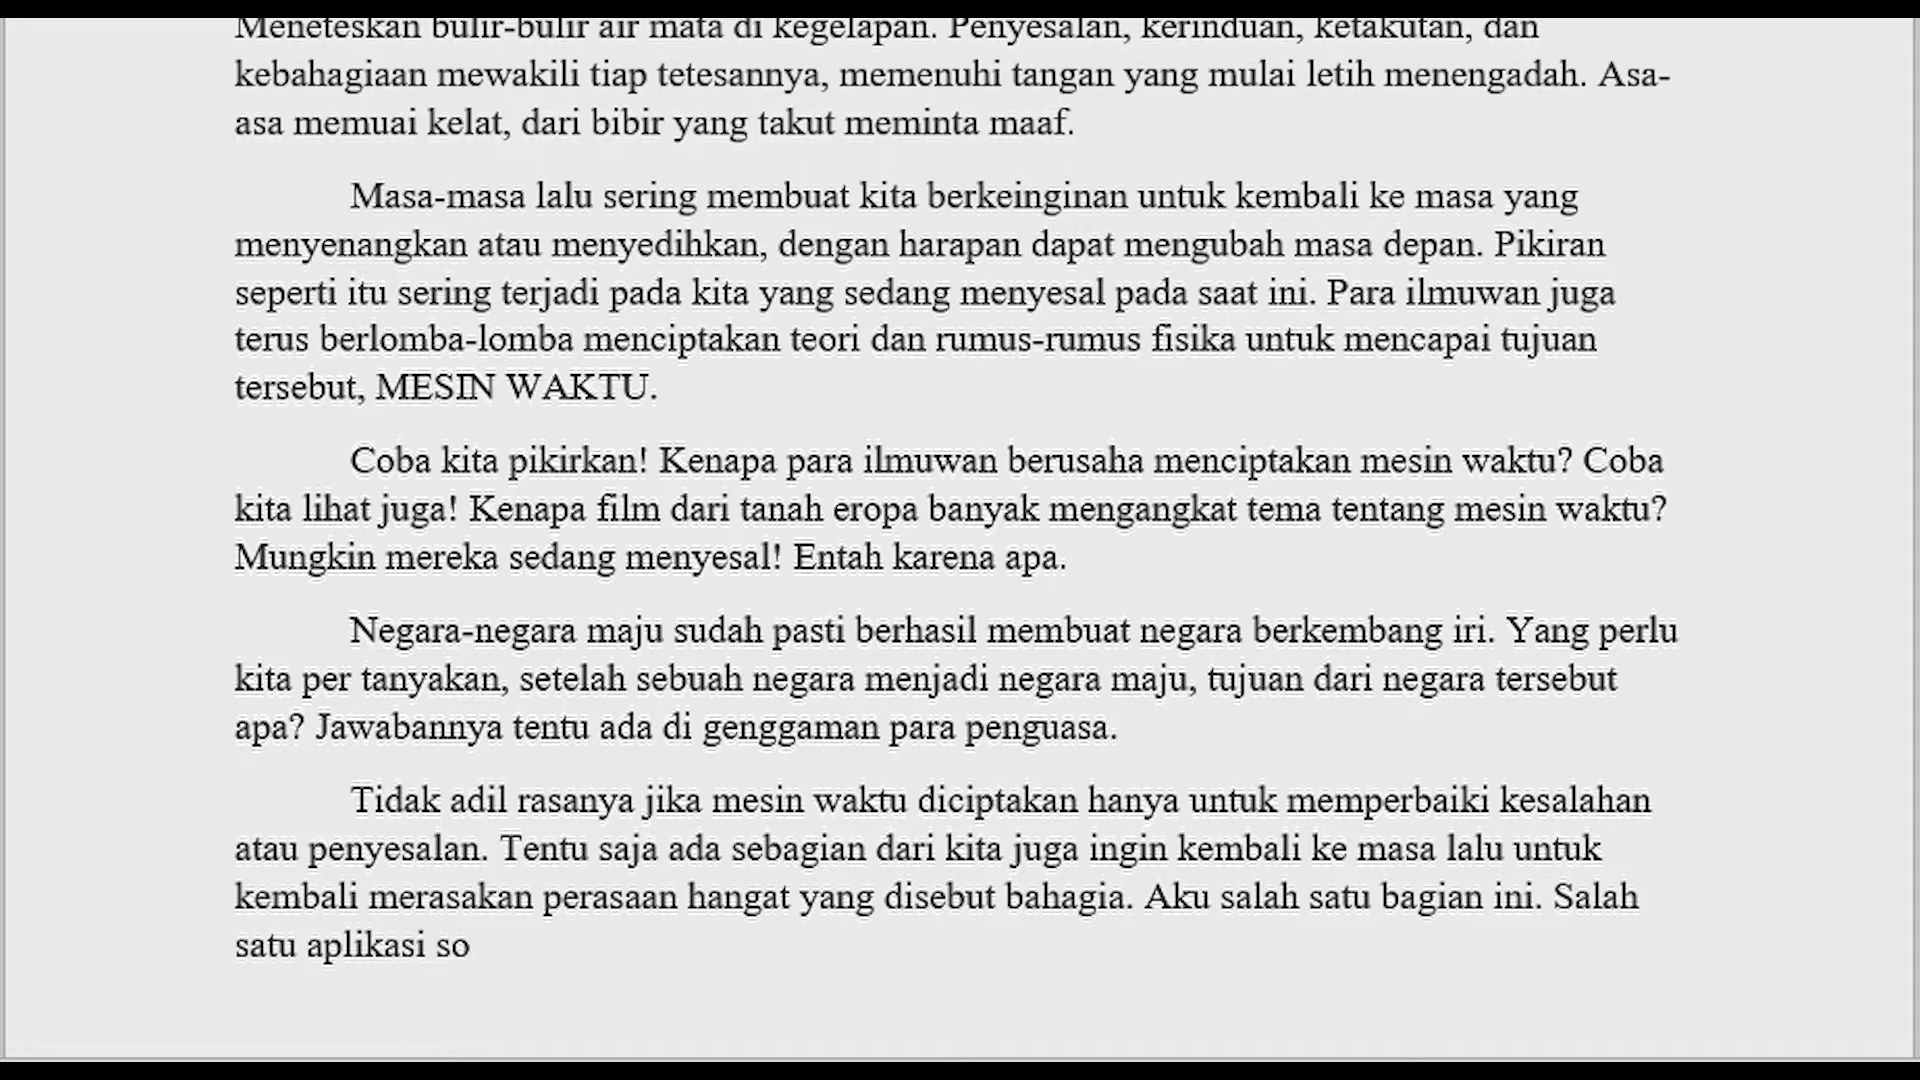 Meneteskan bulir-bulir air mata di kegelapan. Penyesalan, kerinduan, ketakutan, dan
kebahagiaan mewakili tiap tetesannya, memenuhi tangan yang mulai letih menengadah. Asa-
asa memuai kelat, dari bibir yang takut meminta maaf.
Masa-masa lalu sering membuat kita berkeinginan untuk kembali ke masa yang
menyenangkan atau menyedihkan, dengan harapan dapat mengubah masa depan. Pikiran
seperti itu sering terjadi pada kita yang sedang menyesal pada saat ini. Para ilmuwan juga
terus berlomba-lomba menciptakan teori dan rumus-rumus fisika untuk mencapai tujuan
tersebut, MESIN WAKTU.
Coba kita pikirkan! Kenapa para ilmuwan berusaha menciptakan mesin waktu? Coba
kita lihat juga! Kenapa film dari tanah eropa banyak mengangkat tema tentang mesin waktu?
Mungkin mereka sedang menyesal! Entah karena apa.
Negara-negara maju sudah pasti berhasil membuat negara berkembang iri. Yang perlu
kita per tanyakan, setelah sebuah negara menjadi negara maju, tujuan dari negara tersebut
apa? Jawabannya tentu ada di genggaman para penguasa.
Tidak adil rasanya jika mesin waktu diciptakan hanya untuk memperbaiki kesalahan
atau penyesalan. Tentu saja ada sebagian dari kita juga ingin kembali ke masa lalu untuk
kembali merasakan perasaan hangat yang disebut bahagia. Aku salah satu bagian ini. Salah
satu aplikasi so